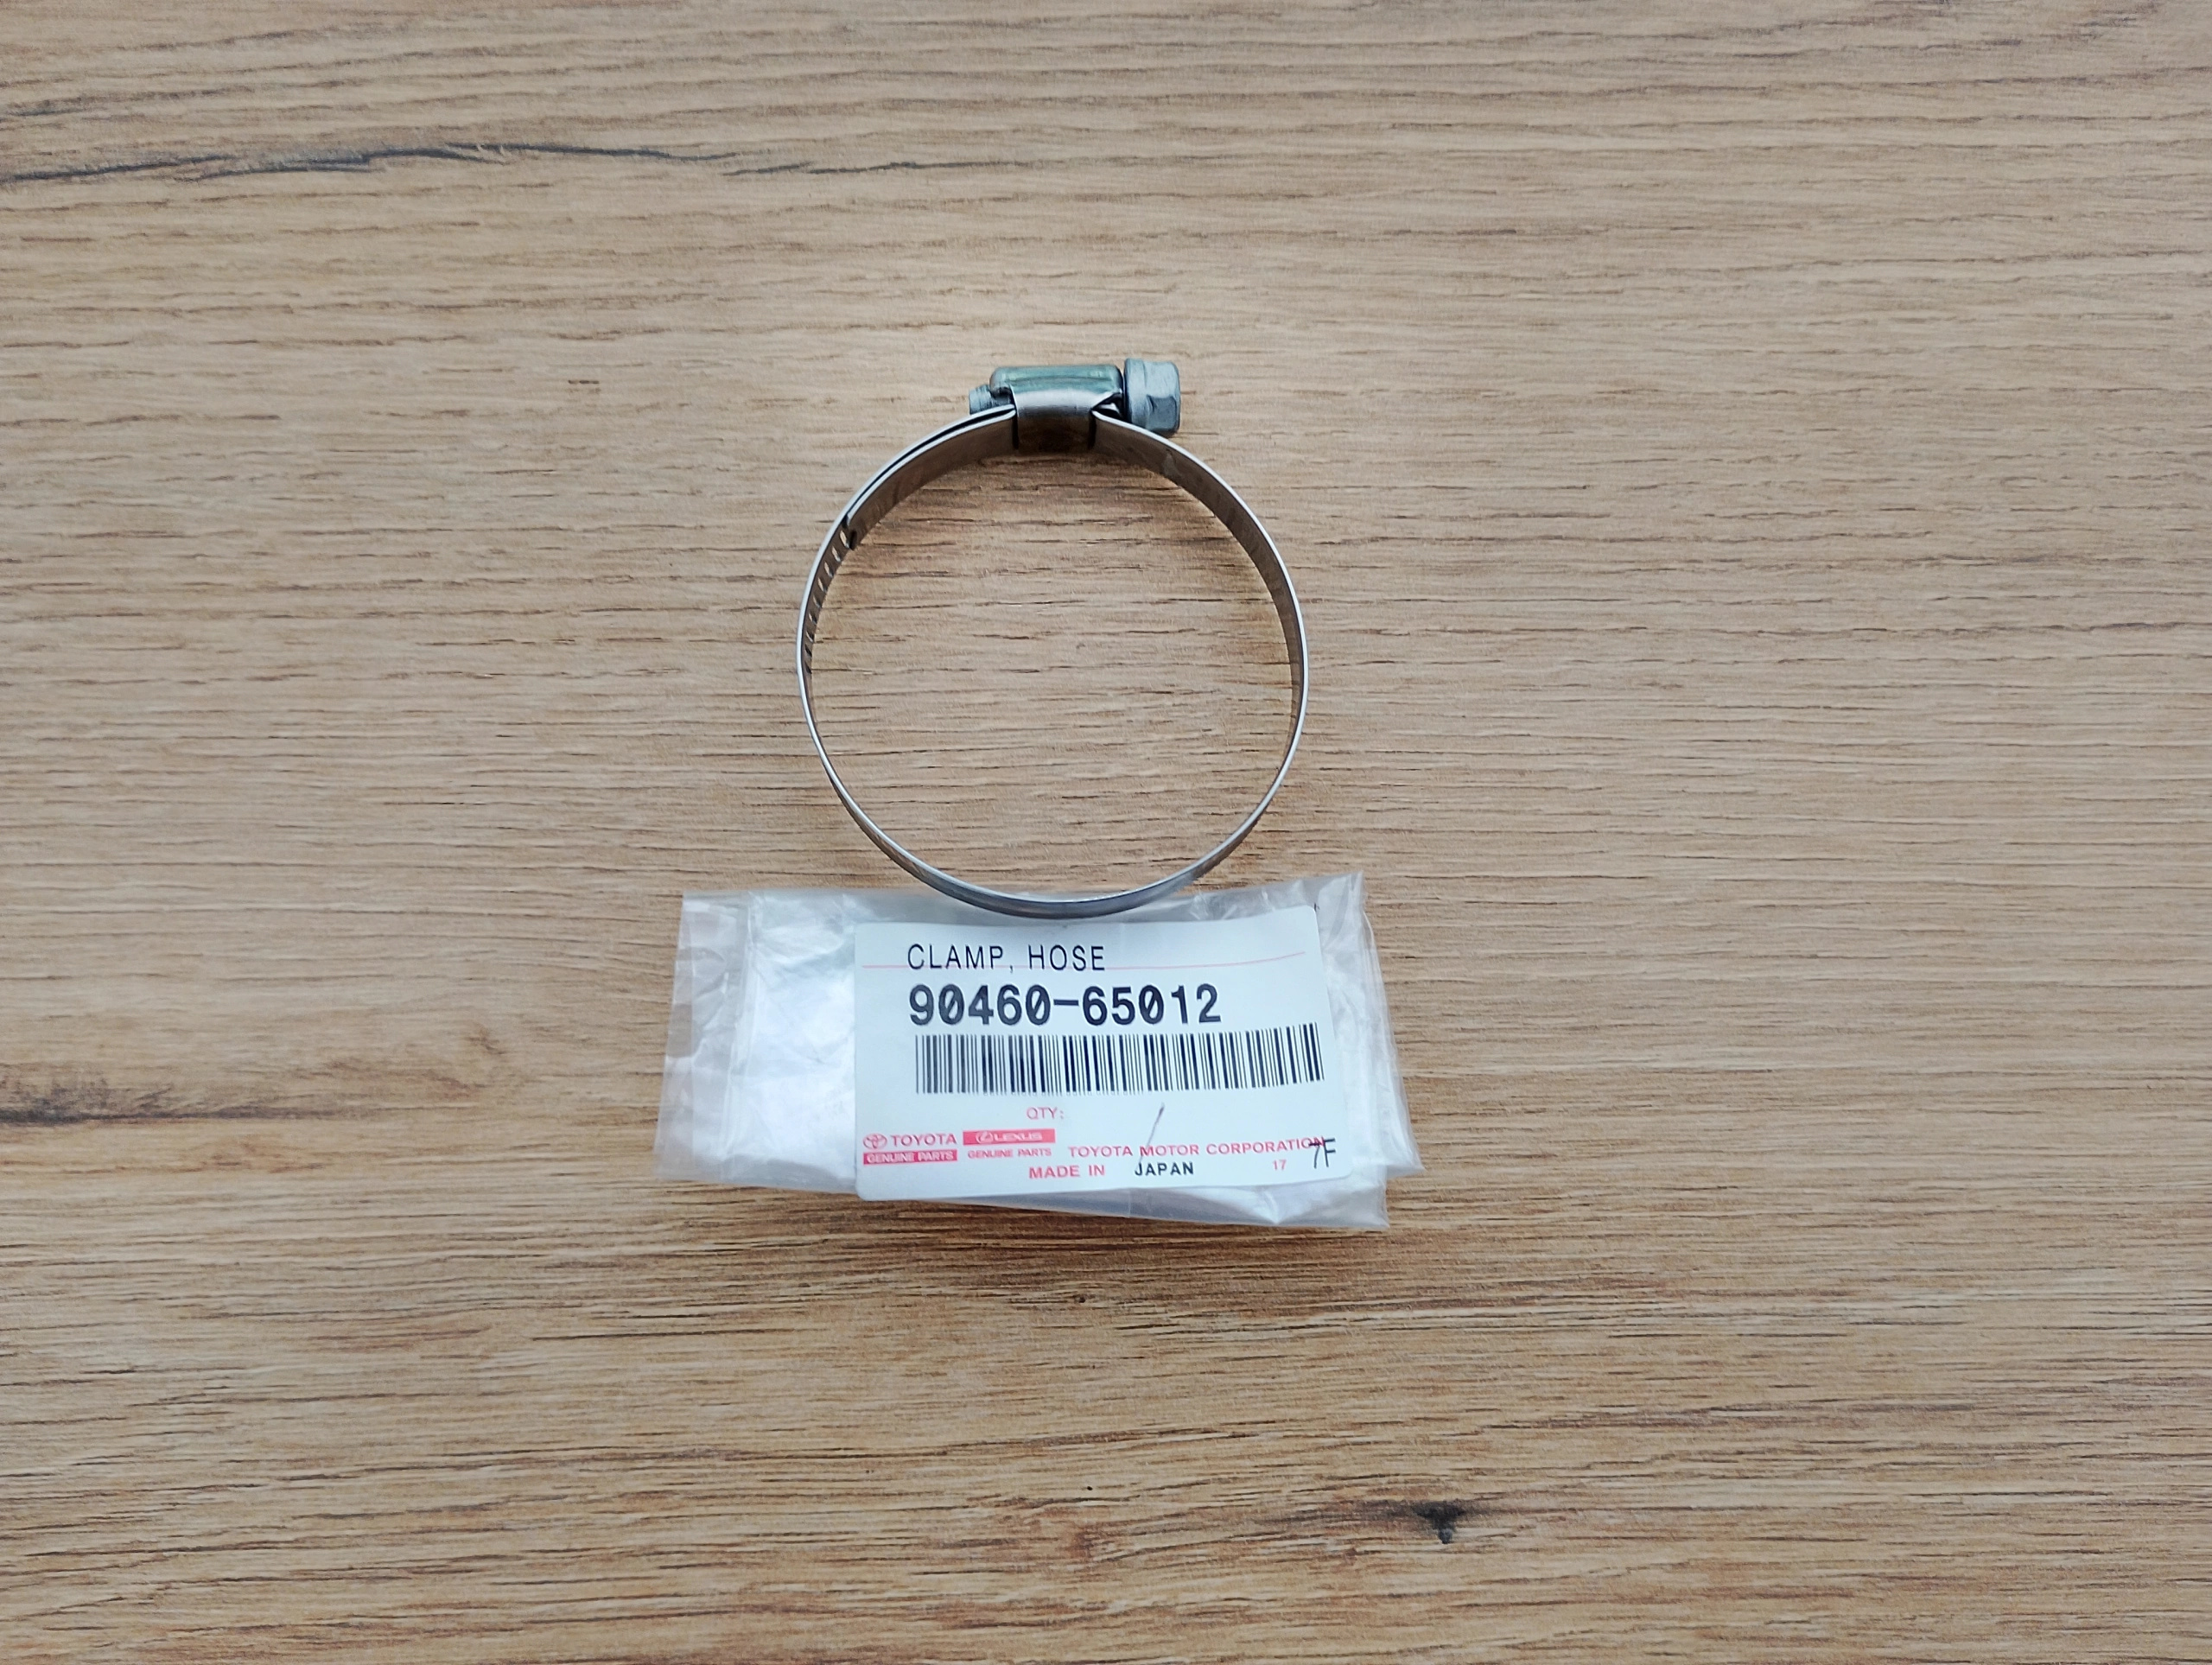 CLAMP, HOSE
90460-65012
QTY:
TOYOTA LEXUS
GENUINE PARTS GENUINE PARTS TOYOTA MOTOR CORPORATION
MADE IN JAPAN 17 7F